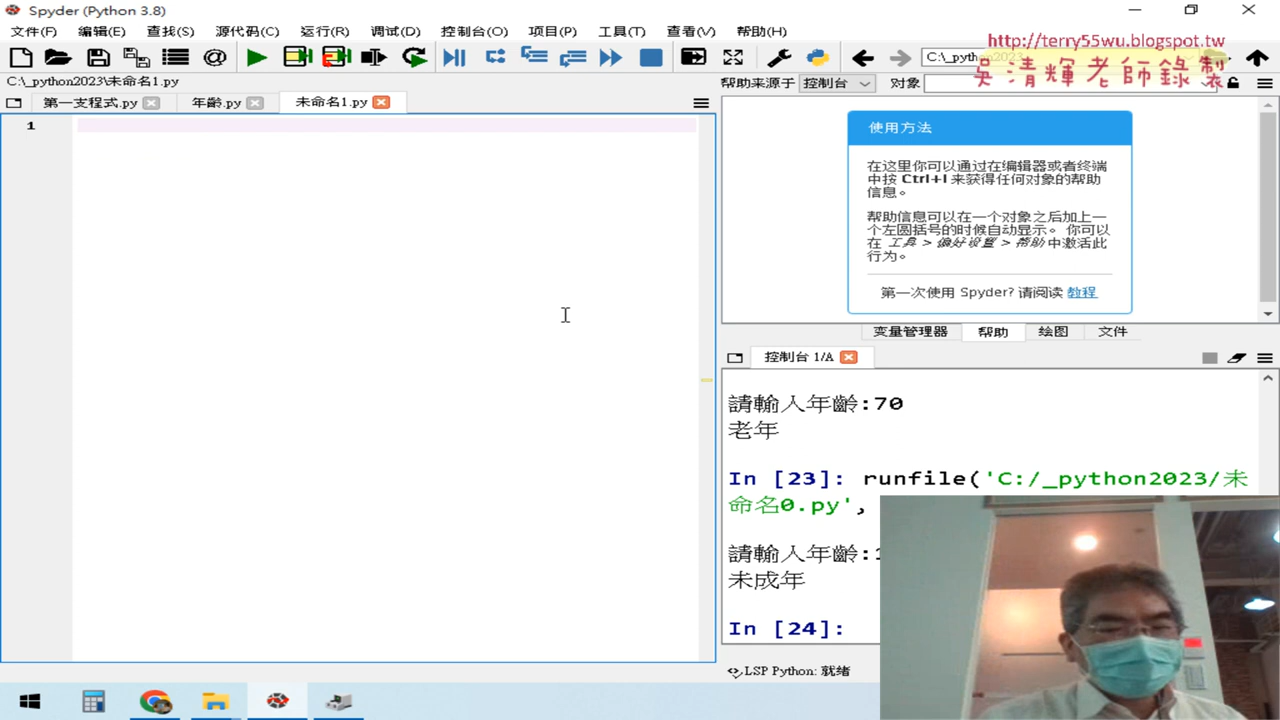 Spyder (Python 3.8)
文件(F) 编辑(E) 查找(S) 源代码(C) 运行(R) 调试(D) 控制台(O) 项目(P) 工具(T) 查看(V) 帮助(H)
http://terry55wu.blogspot.tw
吳清輝老師錄製
C:\_python2023\未命名1.py
帮助来源于 控制台 对象
第一支程式.py 年齡.py 未命名1.py
1
使用方法
在这里你可以通过在编辑器或者终端
中按 Ctrl+I 来获得任何对象的帮助
信息。
帮助信息可以在一个对象之后加上一
个左圆括号的时候自动显示。 你可以
在 工具 > 偏好设置 > 帮助 中激活此
行为。
第一次使用 Spyder? 请阅读 教程
变量管理器 帮助 绘图 文件
控制台 1/A
請輸入年齡:70
老年
In [23]: runfile('C:/_python2023/未
命名0.py',
請輸入年齡:1
未成年
In [24]:
LSP Python: 就绪